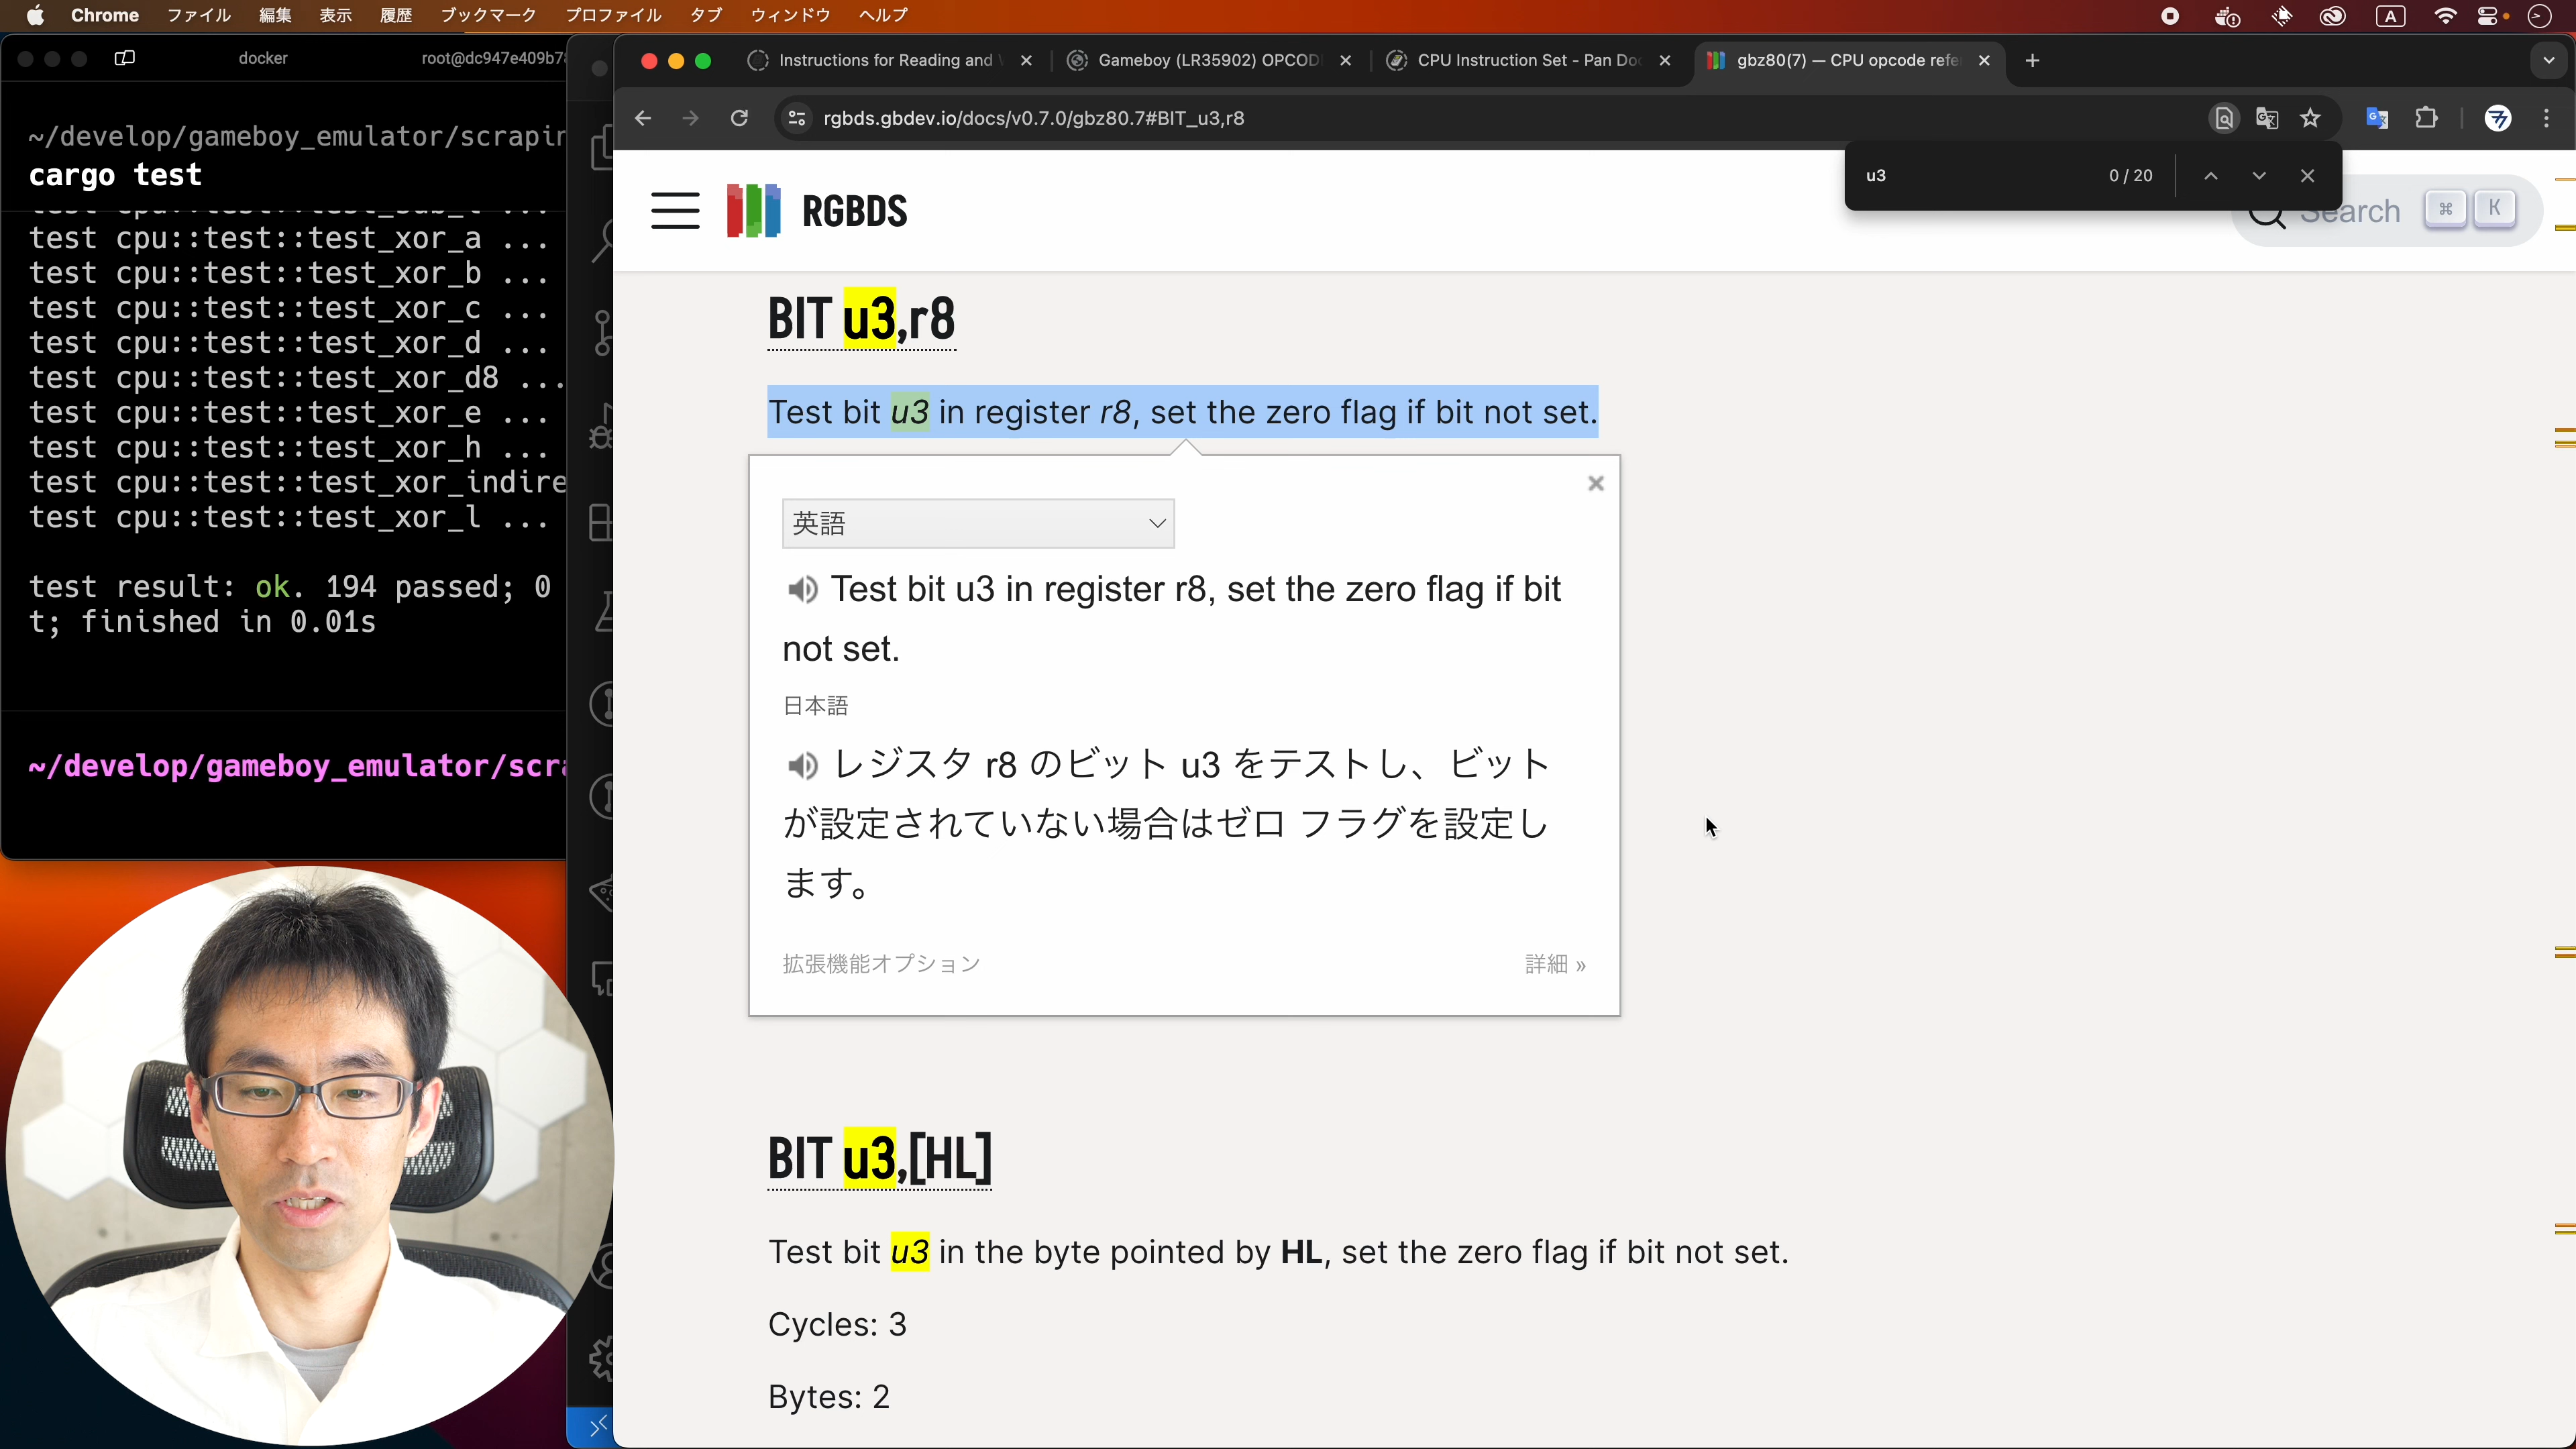 Chrome ファイル 編集 表示 履歴 ブックマーク プロファイル タブ ウィンドウ ヘルプ A
docker root@dc947e409b7
~/develop/gameboy_emulator/scrapin
cargo test
test cpu::test::test_xor_a ...
test cpu::test::test_xor_b ...
test cpu::test::test_xor_c ...
test cpu::test::test_xor_d ...
test cpu::test::test_xor_d8 ...
test cpu::test::test_xor_e ...
test cpu::test::test_xor_h ...
test cpu::test::test_xor_indire
test cpu::test::test_xor_l ...
test result: ok. 194 passed; 0
t; finished in 0.01s
~/develop/gameboy_emulator/scra
Instructions for Reading and
Gameboy (LR35902) OPCOD
CPU Instruction Set - Pan Do
gbz80(7) — CPU opcode refe
rgbds.gbdev.io/docs/v0.7.0/gbz80.7#BIT_u3,r8
u3 0/20
RGBDS
Search ⌘ K
BIT u3,r8
Test bit u3 in register r8, set the zero flag if bit not set.
英語
Test bit u3 in register r8, set the zero flag if bit
not set.
日本語
レジスタ r8 のビット u3 をテストし、ビット
が設定されていない場合はゼロ フラグを設定し
ます。
拡張機能オプション 詳細 »
BIT u3,[HL]
Test bit u3 in the byte pointed by HL, set the zero flag if bit not set.
Cycles: 3
Bytes: 2